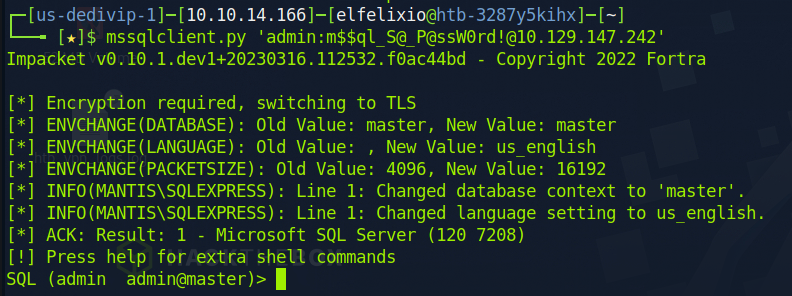 ┌─[us-dedivip-1]─[10.10.14.166]─[elfelixio@htb-3287y5kihx]─[~]
└──╼ [★]$ mssqlclient.py 'admin:m$$ql_S@_P@ssW0rd!@10.129.147.242'
Impacket v0.10.1.dev1+20230316.112532.f0ac44bd - Copyright 2022 Fortra
[*] Encryption required, switching to TLS
[*] ENVCHANGE(DATABASE): Old Value: master, New Value: master
[*] ENVCHANGE(LANGUAGE): Old Value: , New Value: us_english
[*] ENVCHANGE(PACKETSIZE): Old Value: 4096, New Value: 16192
[*] INFO(MANTIS\SQLEXPRESS): Line 1: Changed database context to 'master'.
[*] INFO(MANTIS\SQLEXPRESS): Line 1: Changed language setting to us_english.
[*] ACK: Result: 1 - Microsoft SQL Server (120 7208)
[!] Press help for extra shell commands
SQL (admin  admin@master)>